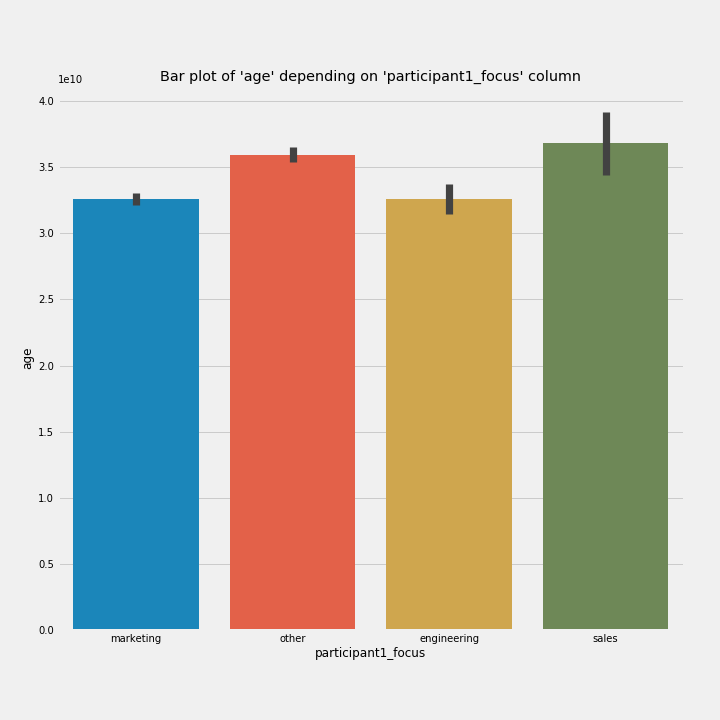 Bar plot of 'age' depending on 'participant1_focus' column
1e10
4.0
3.5
3.0
2.5
2.0
1.5
1.0
0.5
0.0
age
marketing other engineering sales
participant1_focus